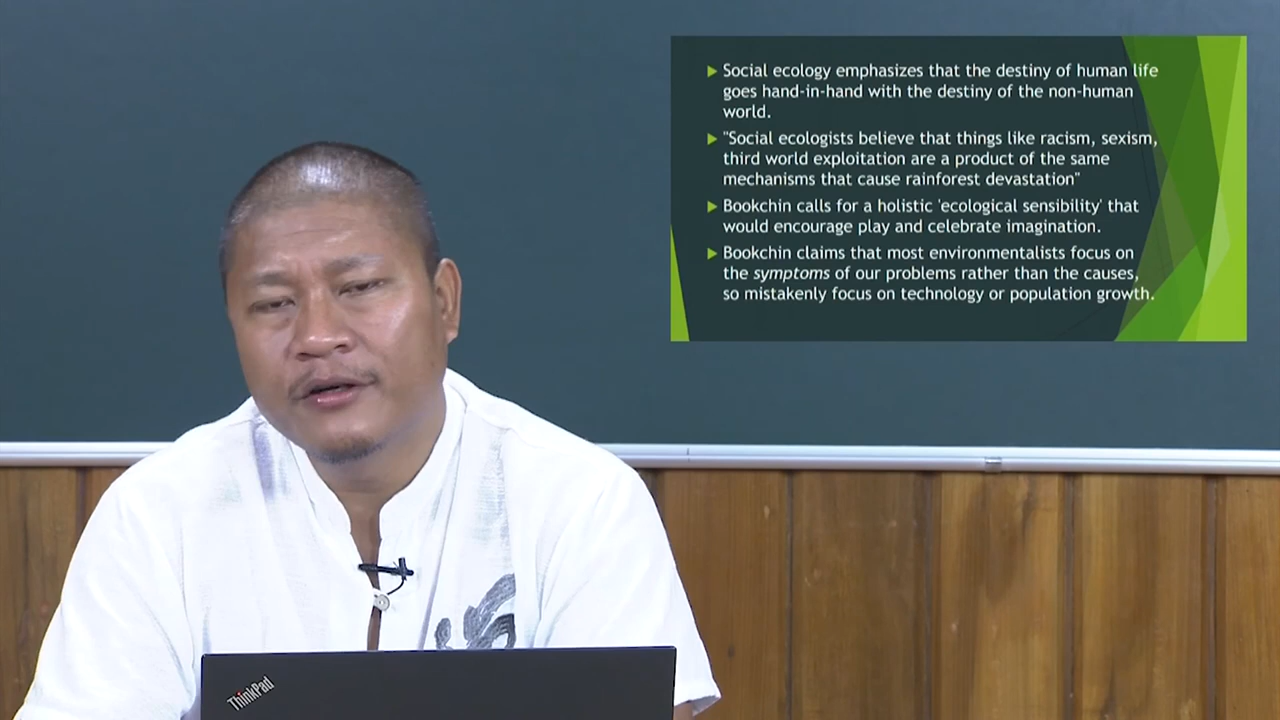 Social ecology emphasizes that the destiny of human life
goes hand-in-hand with the destiny of the non-human
world.
"Social ecologists believe that things like racism, sexism,
third world exploitation are a product of the same
mechanisms that cause rainforest devastation"
Bookchin calls for a holistic 'ecological sensibility' that
would encourage play and celebrate imagination.
Bookchin claims that most environmentalists focus on
the symptoms of our problems rather than the causes,
so mistakenly focus on technology or population growth.
ThinkPad